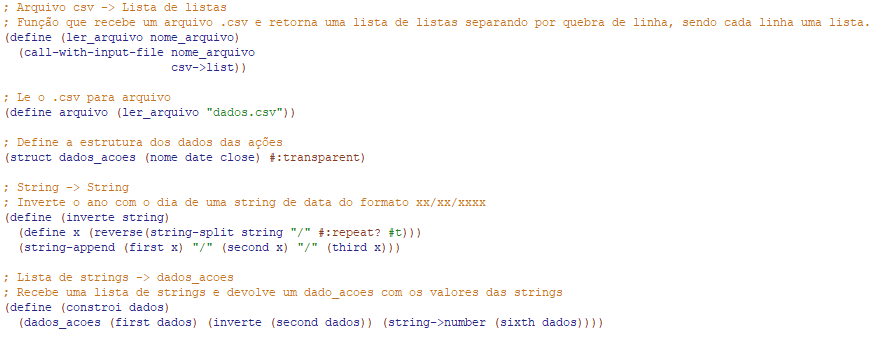 ; Arquivo csv -> Lista de listas
; Função que recebe um arquivo .csv e retorna uma lista de listas separando por quebra de linha, sendo cada linha uma lista.
(define (ler_arquivo nome_arquivo)
  (call-with-input-file nome_arquivo
                        csv->list))

; Le o .csv para arquivo
(define arquivo (ler_arquivo "dados.csv"))

; Define a estrutura dos dados das ações
(struct dados_acoes (nome date close) #:transparent)

; String -> String
; Inverte o ano com o dia de uma string de data do formato xx/xx/xxxx
(define (inverte string)
  (define x (reverse(string-split string "/" #:repeat? #t)))
  (string-append (first x) "/" (second x) "/" (third x)))

; Lista de strings -> dados_acoes
; Recebe uma lista de strings e devolve um dado_acoes com os valores das strings
(define (constroi dados)
  (dados_acoes (first dados) (inverte (second dados)) (string->number (sixth dados))))